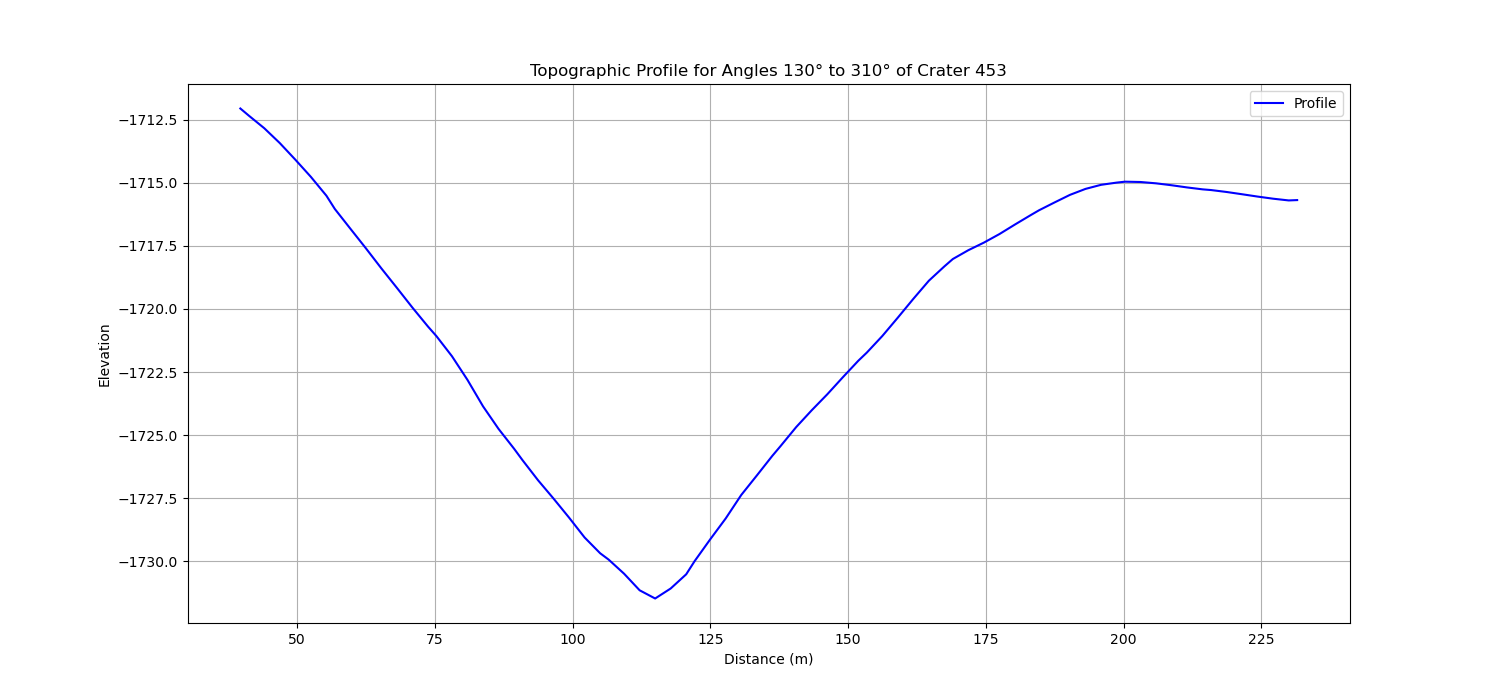 Topographic Profile for Angles 130° to 310° of Crater 453
Profile
−1712.5
−1715.0
−1717.5
−1720.0
−1722.5
−1725.0
−1727.5
−1730.0
Elevation
50 75 100 125 150 175 200 225
Distance (m)